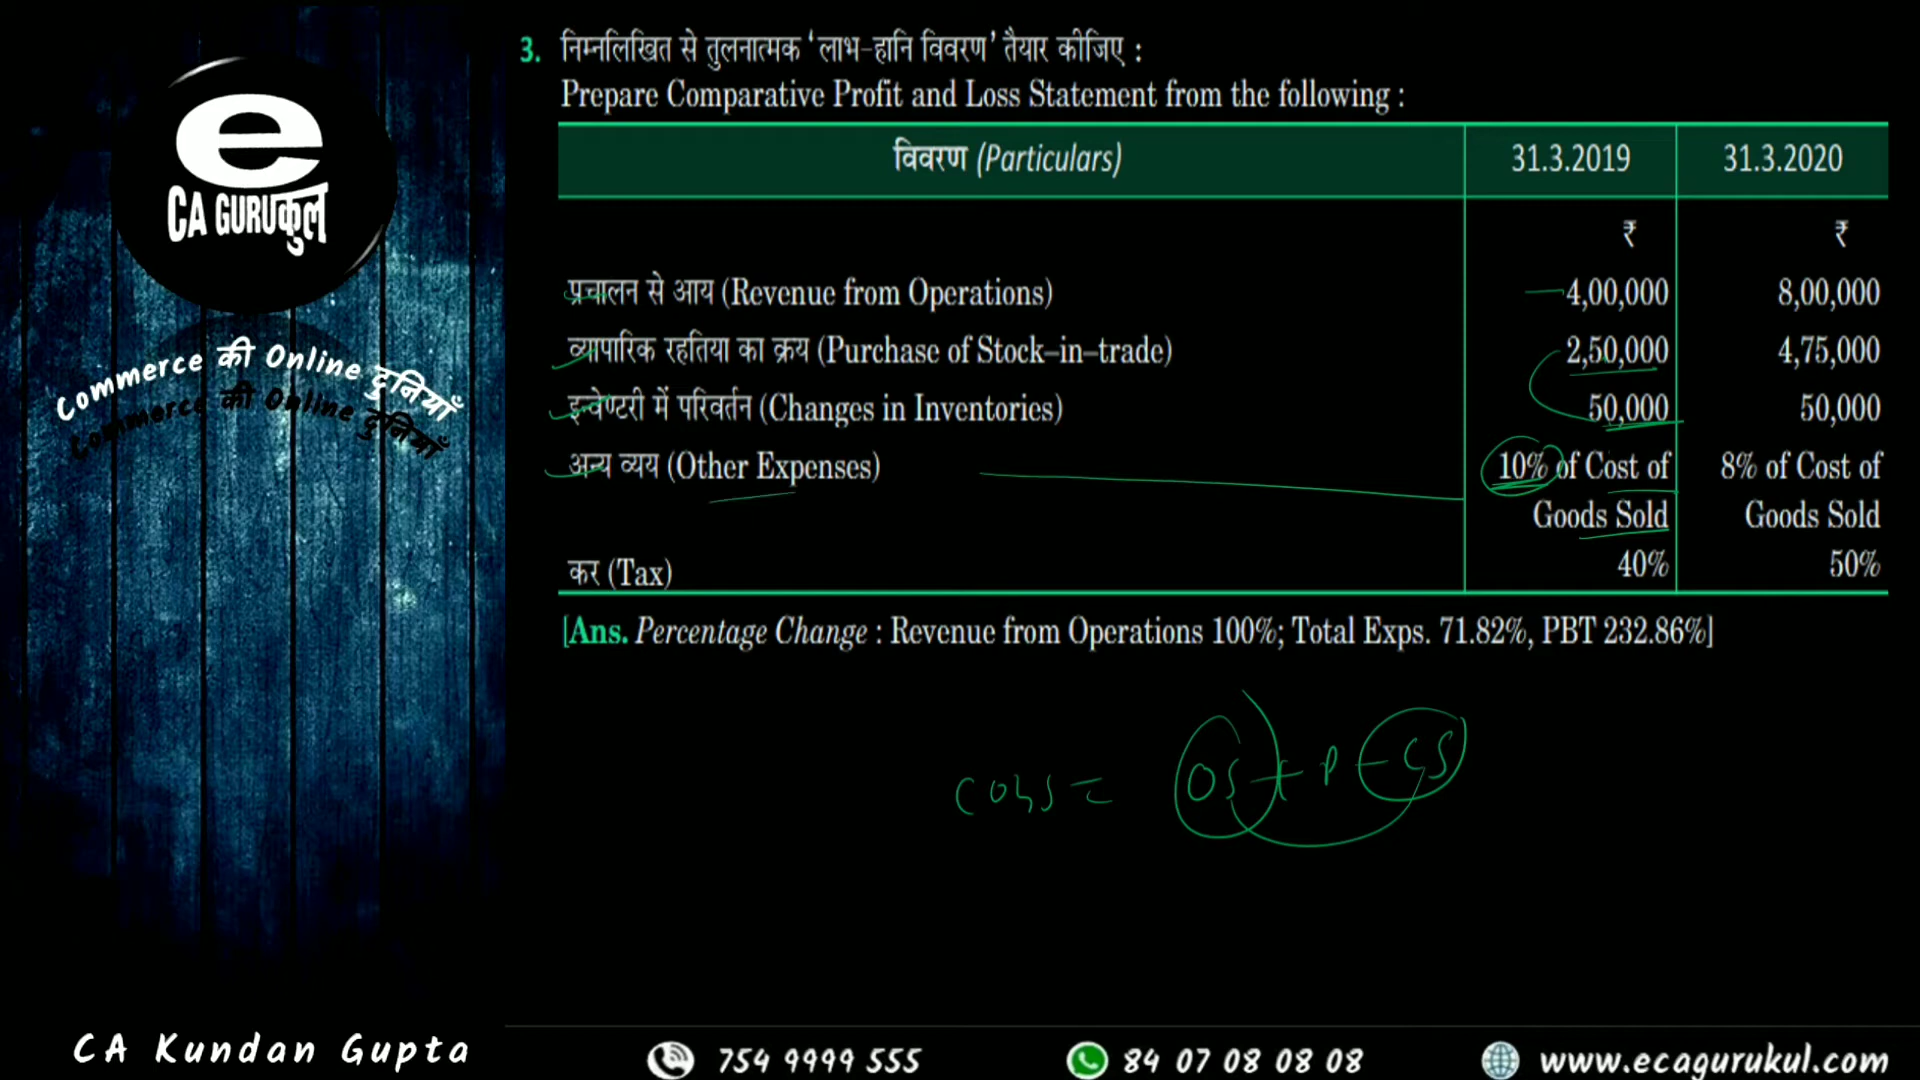 e
CA GURUकुल
Commerce की Online दुनियाँ
3. निम्नलिखित से तुलनात्मक ‘लाभ-हानि विवरण’ तैयार कीजिए :
Prepare Comparative Profit and Loss Statement from the following :
विवरण (Particulars) 31.3.2019 31.3.2020
₹ ₹
प्रचालन से आय (Revenue from Operations) 4,00,000 8,00,000
व्यापारिक रहतिया का क्रय (Purchase of Stock–in–trade) 2,50,000 4,75,000
इन्वेण्टरी में परिवर्तन (Changes in Inventories) 50,000 50,000
अन्य व्यय (Other Expenses) 10% of Cost of 8% of Cost of
Goods Sold Goods Sold
कर (Tax) 40% 50%
[Ans. Percentage Change : Revenue from Operations 100%; Total Exps. 71.82%, PBT 232.86%]
COGS = OS + P - CS
CA Kundan Gupta
754 9999 555 84 07 08 08 08 www.ecagurukul.com